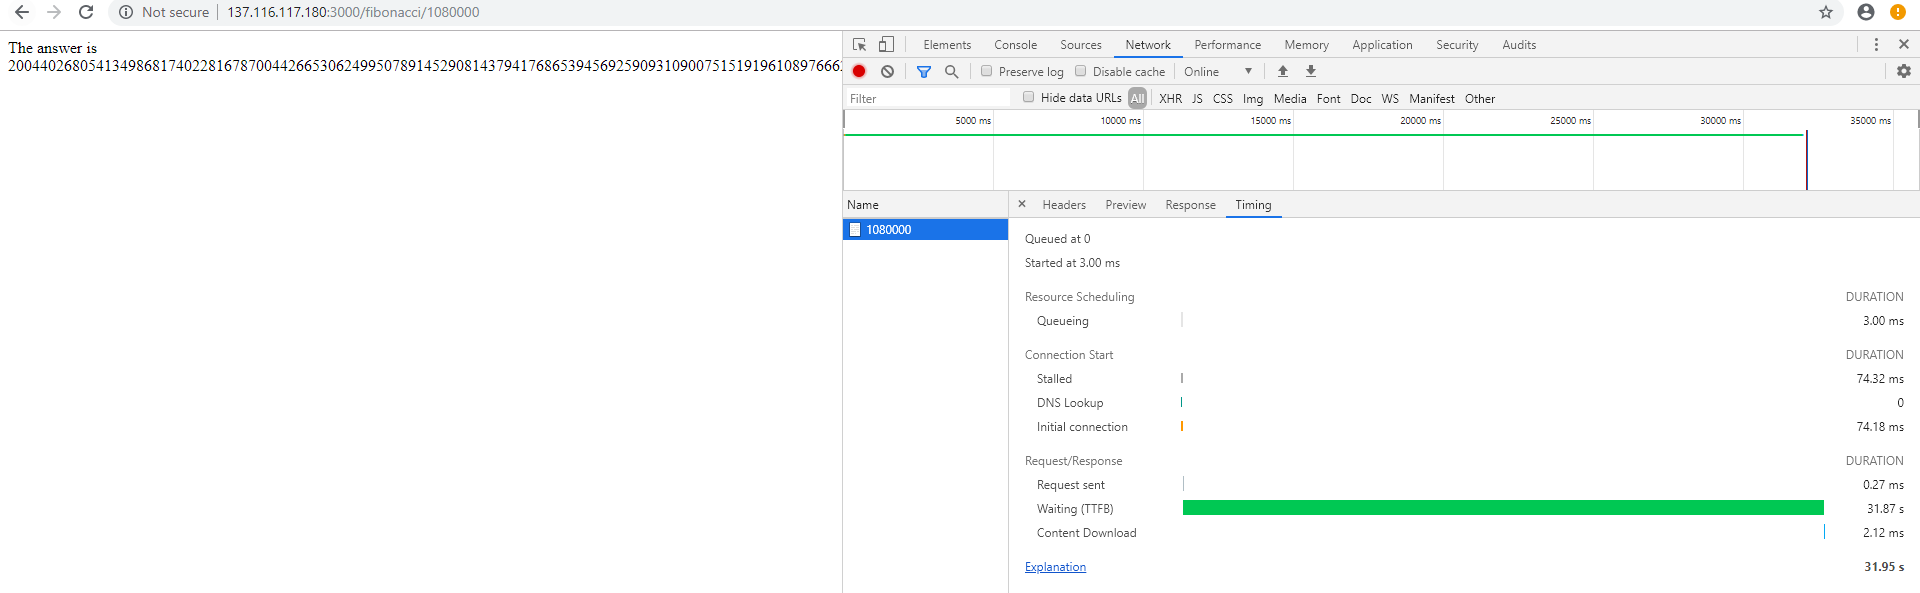 Not secure 137.116.117.180:3000/fibonacci/1080000
The answer is
Elements Console Sources Network Performance Memory Application Security Audits
Preserve log Disable cache Online
Filter Hide data URLs All XHR JS CSS Img Media Font Doc WS Manifest Other
5000 ms 10000 ms 15000 ms 20000 ms 25000 ms 30000 ms 35000 ms
Name × Headers Preview Response Timing
1080000
Queued at 0
Started at 3.00 ms
Resource Scheduling DURATION
Queueing 3.00 ms
Connection Start DURATION
Stalled 74.32 ms
DNS Lookup 0
Initial connection 74.18 ms
Request/Response DURATION
Request sent 0.27 ms
Waiting (TTFB) 31.87 s
Content Download 2.12 ms
Explanation 31.95 s